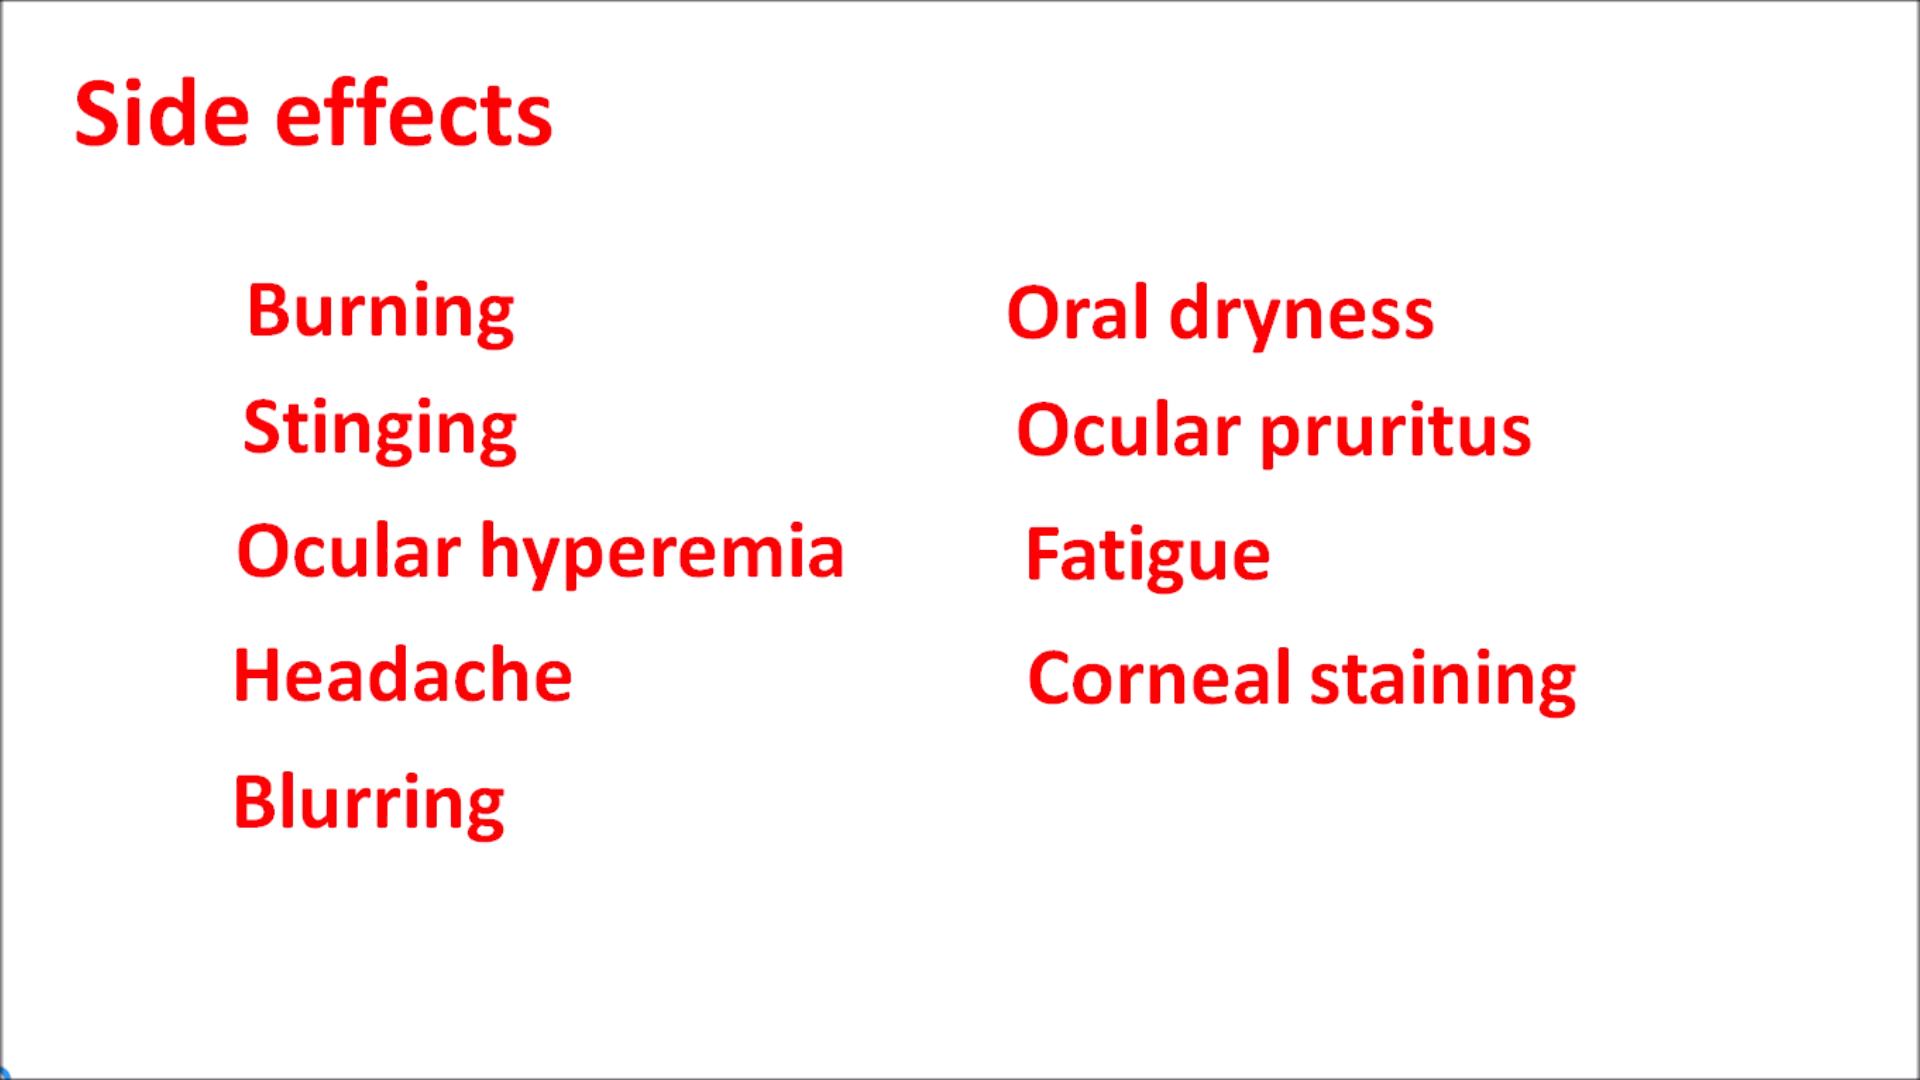 Side effects
Burning
Stinging
Ocular hyperemia
Headache
Blurring
Oral dryness
Ocular pruritus
Fatigue
Corneal staining